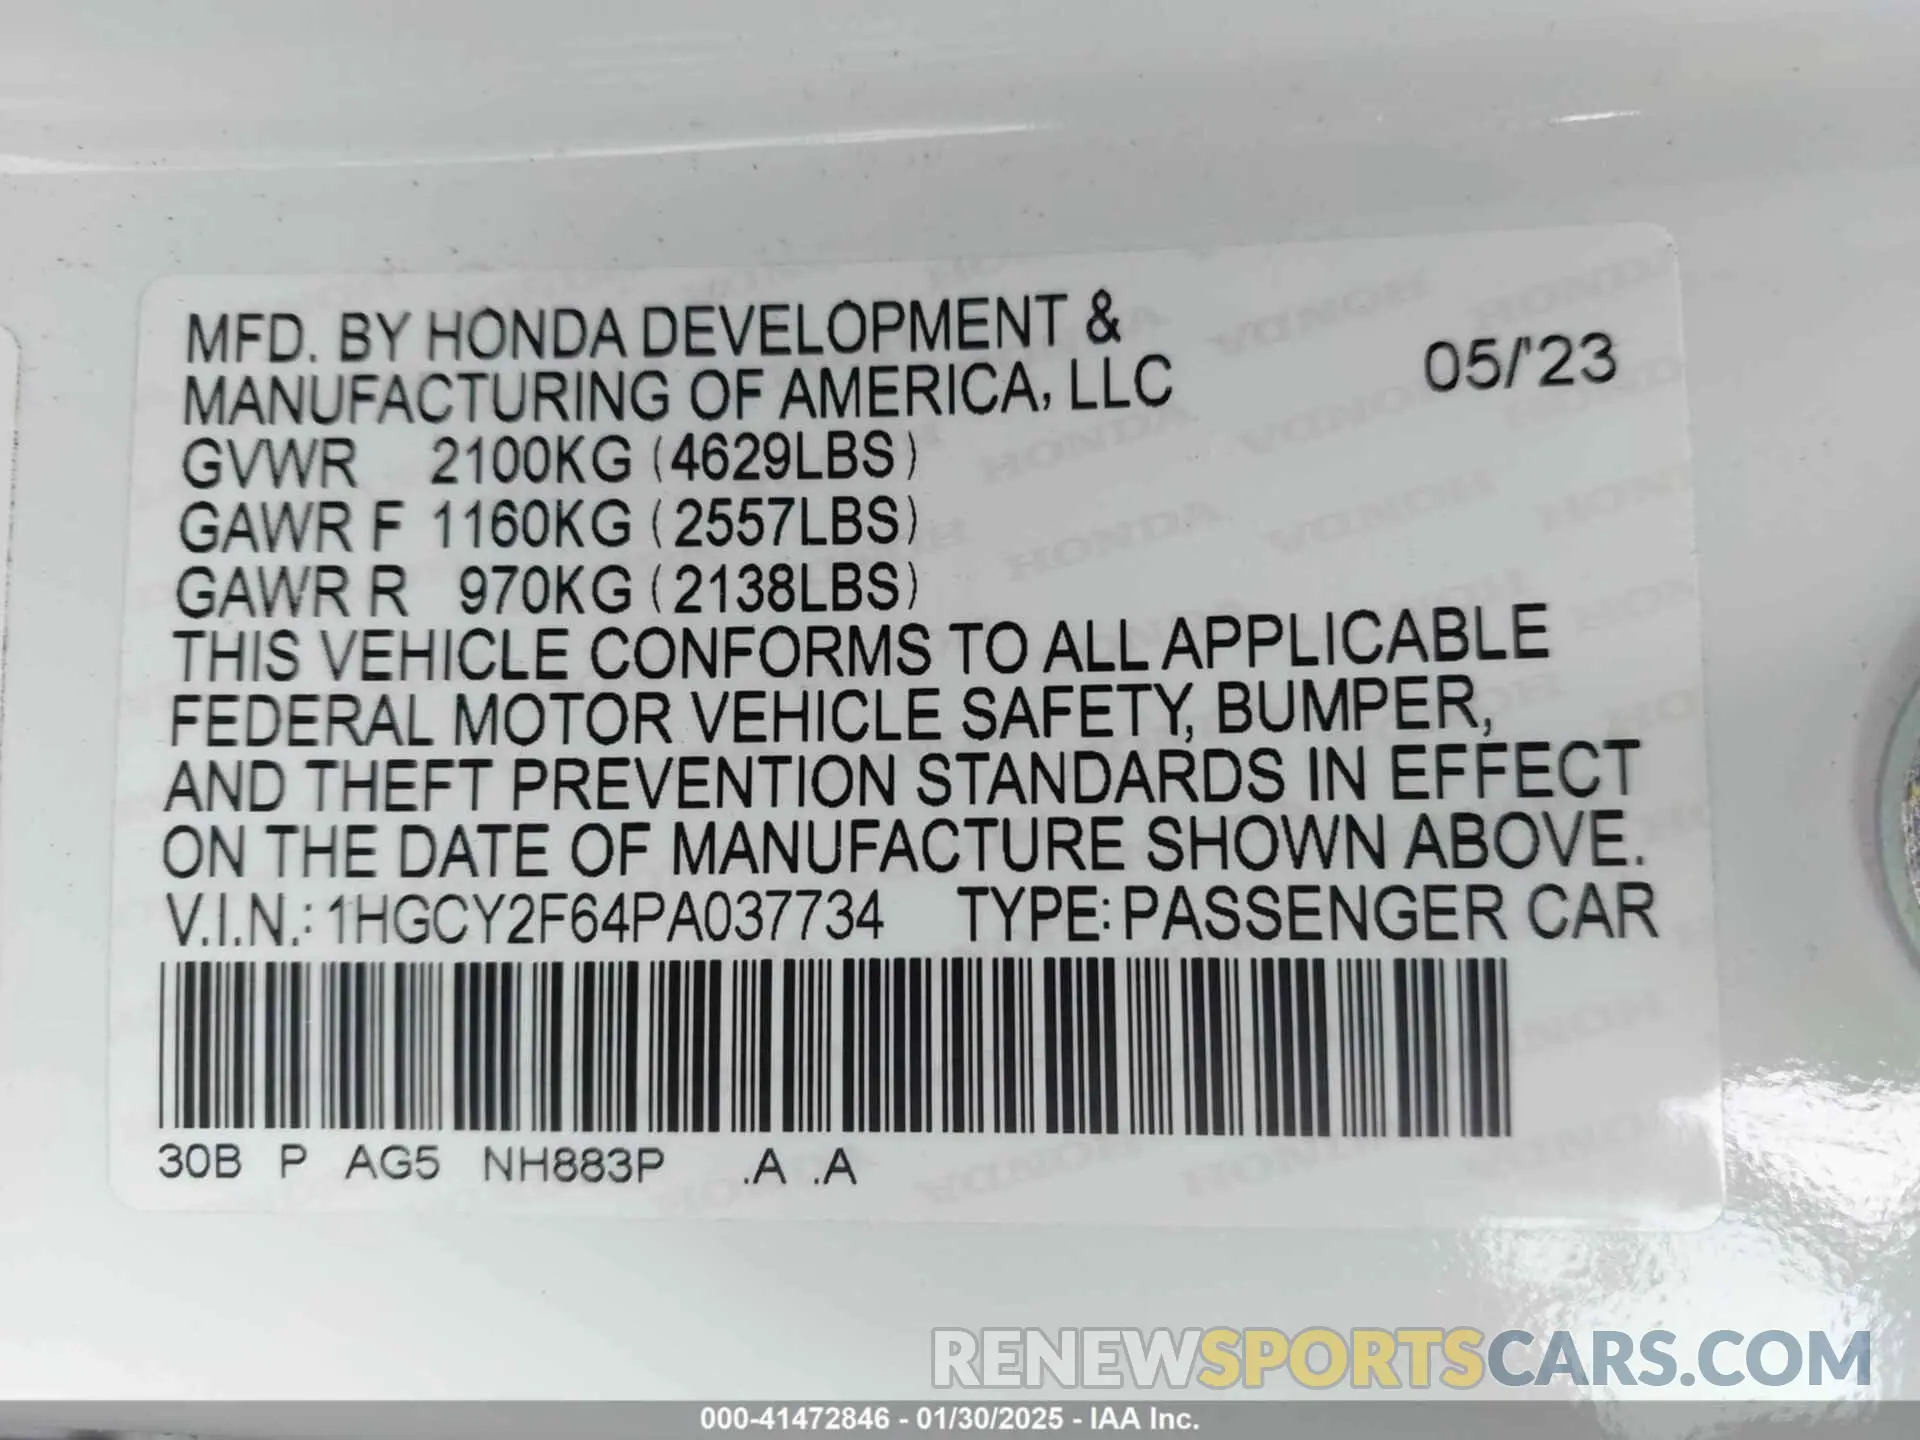 MFD. BY HONDA DEVELOPMENT &
MANUFACTURING OF AMERICA, LLC
05/'23
GVWR 2100KG (4629LBS)
GAWR F 1160KG (2557LBS)
GAWR R 970KG (2138LBS)
THIS VEHICLE CONFORMS TO ALL APPLICABLE
FEDERAL MOTOR VEHICLE SAFETY, BUMPER,
AND THEFT PREVENTION STANDARDS IN EFFECT
ON THE DATE OF MANUFACTURE SHOWN ABOVE.
V.I.N.: 1HGCY2F64PA037734 TYPE: PASSENGER CAR
30B P AG5 NH883P .A .A
RENEWSPORTSCARS.COM
000-41472846 - 01/30/2025 - IAA Inc.